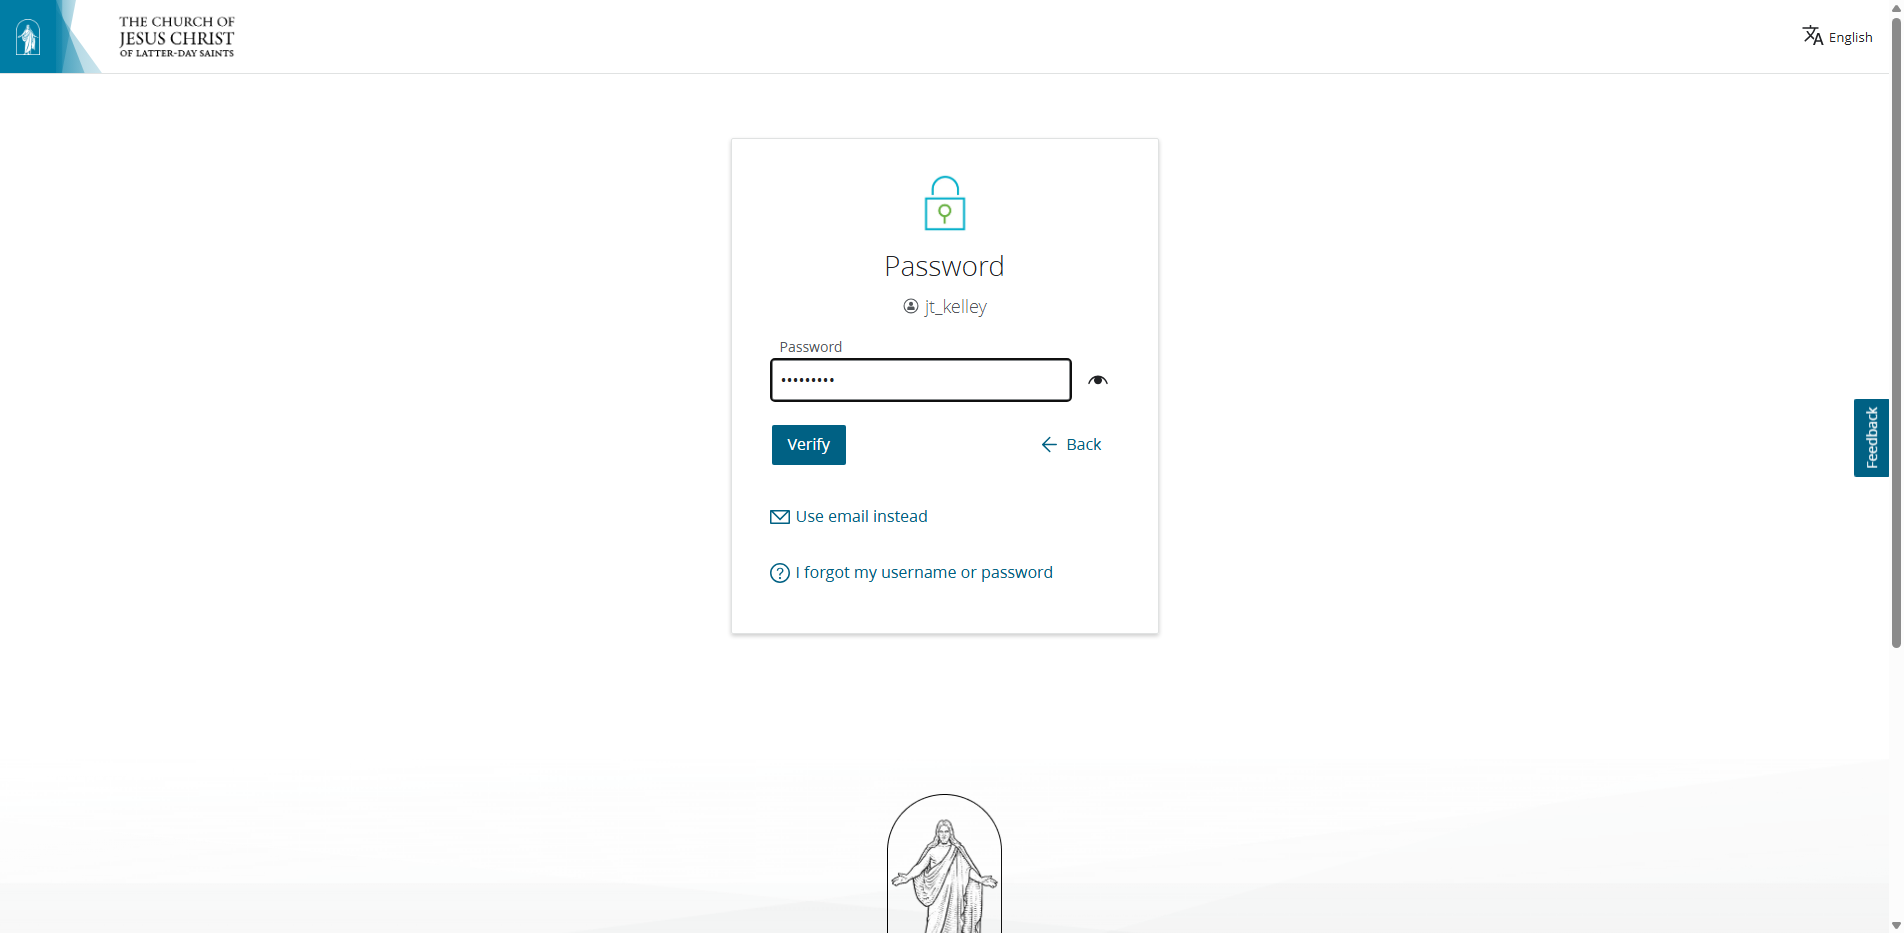 THE CHURCH OF
JESUS CHRIST
OF LATTER-DAY SAINTS
English
Password
jt_kelley
Password
•••••••••
Verify
Back
Use email instead
I forgot my username or password
Feedback